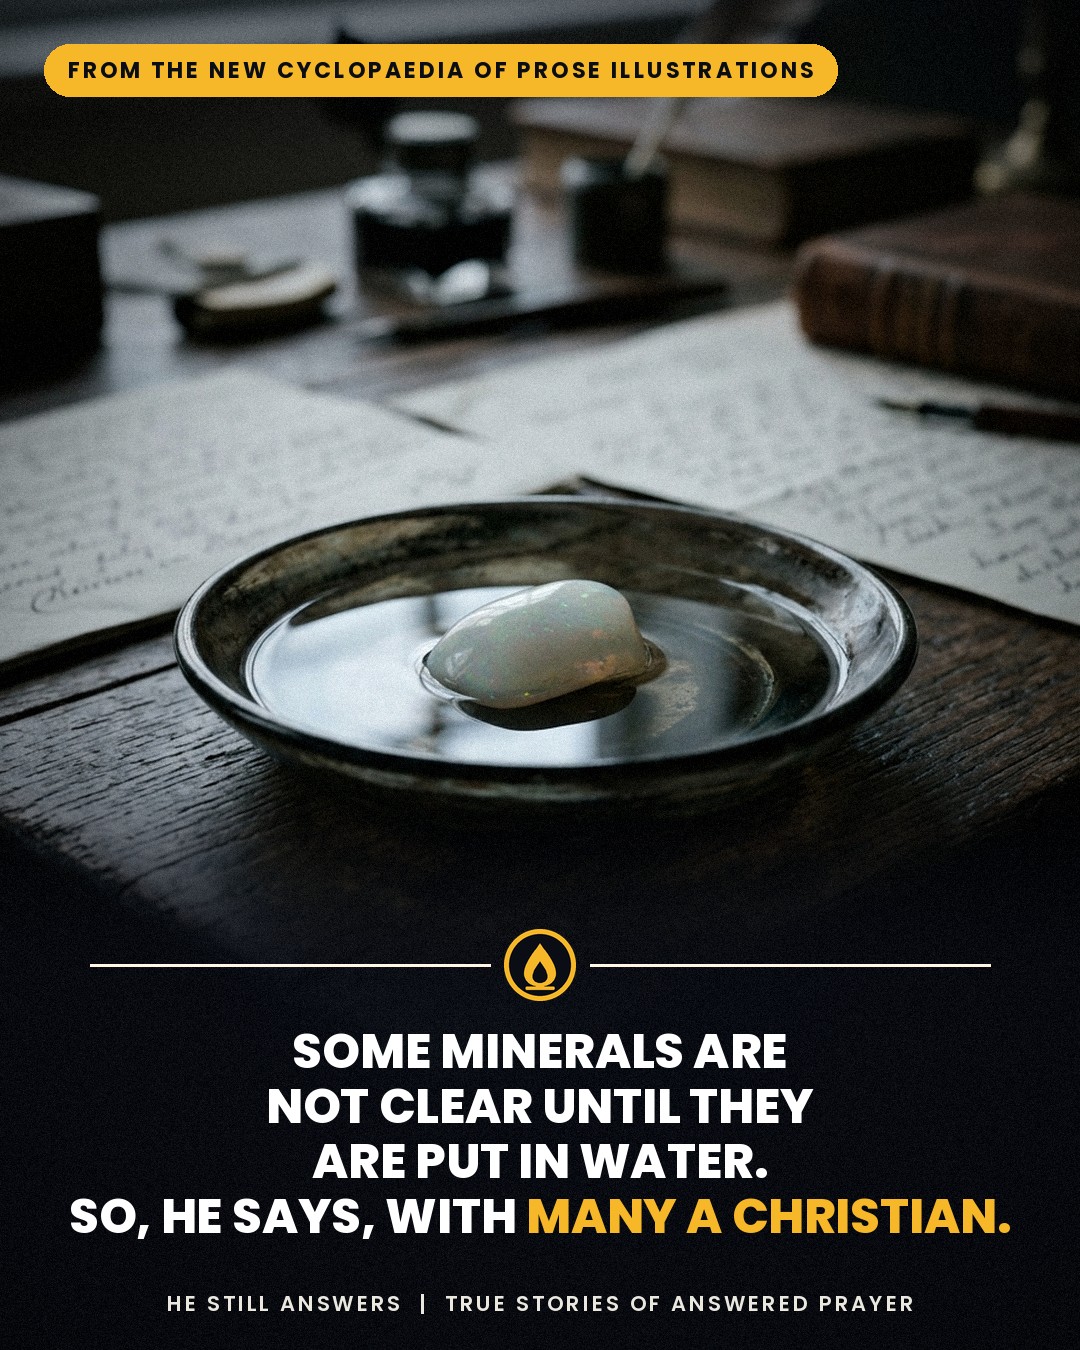 FROM THE NEW CYCLOPAEDIA OF PROSE ILLUSTRATIONS
SOME MINERALS ARE
NOT CLEAR UNTIL THEY
ARE PUT IN WATER.
SO, HE SAYS, WITH MANY A CHRISTIAN.
HE STILL ANSWERS | TRUE STORIES OF ANSWERED PRAYER